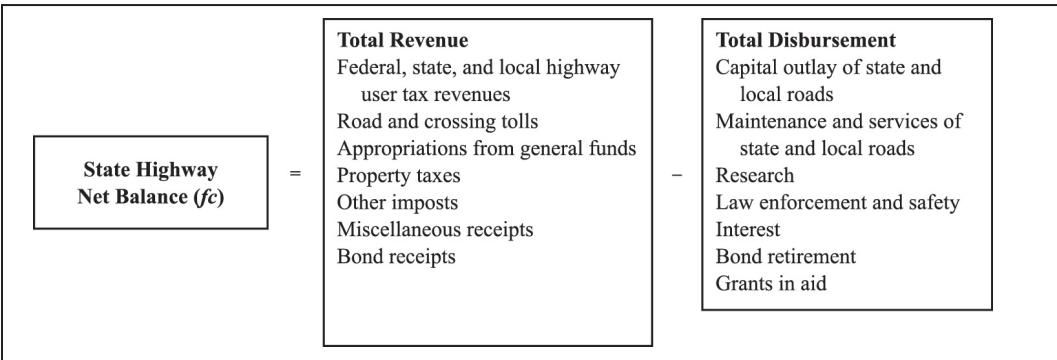 State Highway
Net Balance (fc)
=
Total Revenue
Federal, state, and local highway
user tax revenues
Road and crossing tolls
Appropriations from general funds
Property taxes
Other imposts
Miscellaneous receipts
Bond receipts
–
Total Disbursement
Capital outlay of state and
local roads
Maintenance and services of
state and local roads
Research
Law enforcement and safety
Interest
Bond retirement
Grants in aid